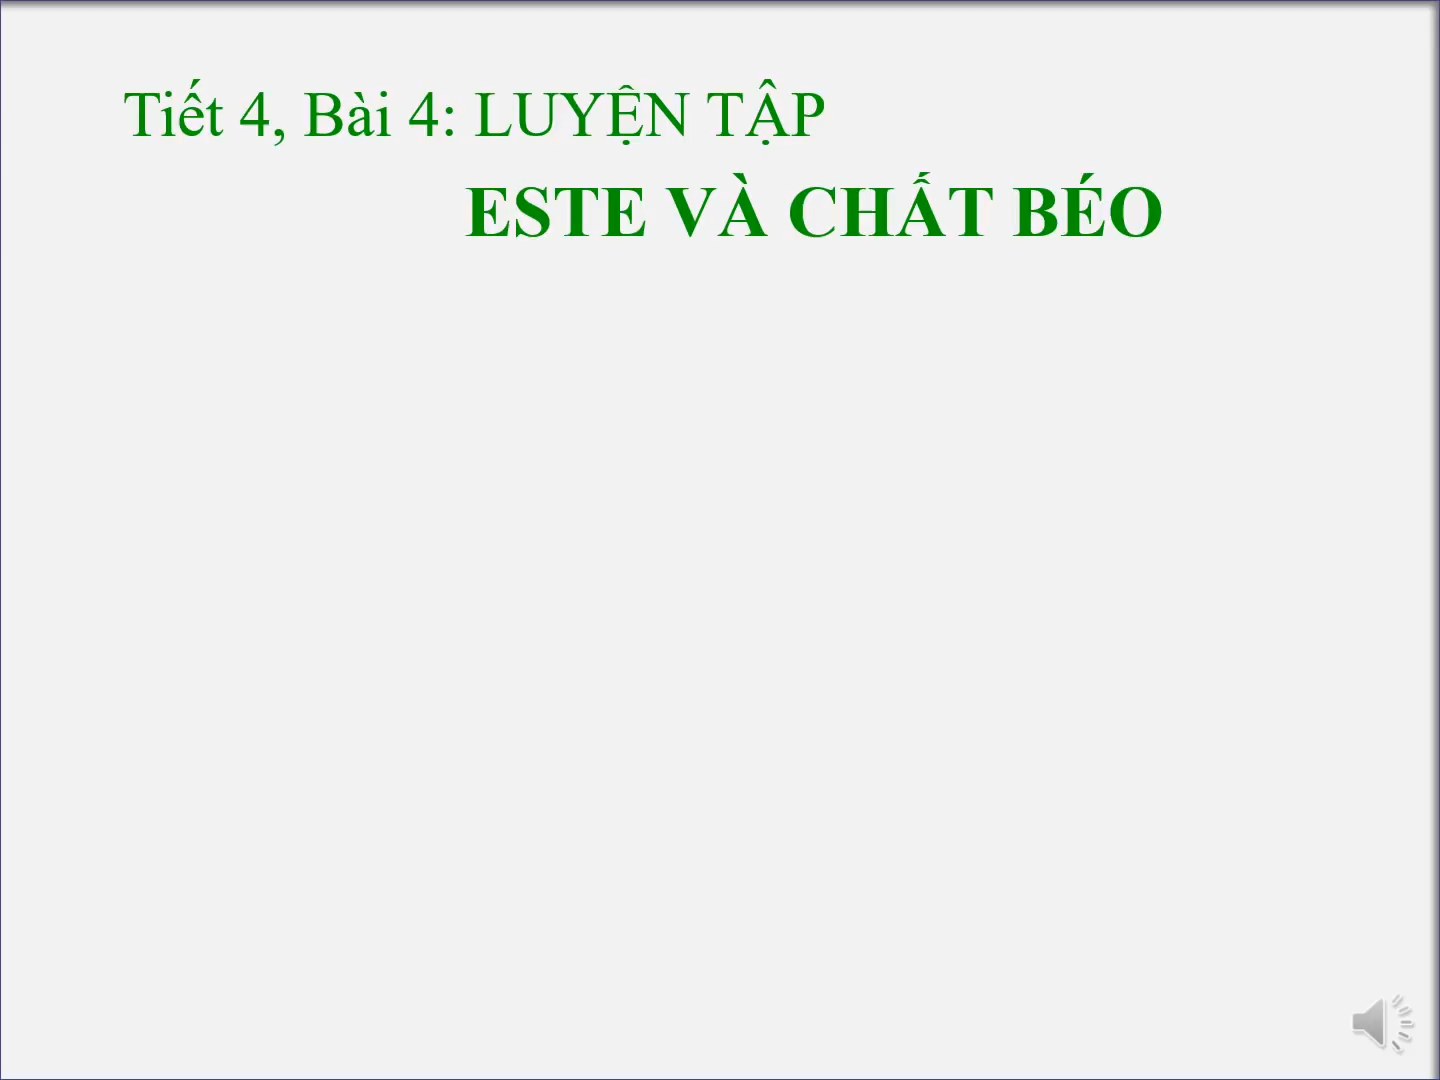 Tiết 4, Bài 4: LUYỆN TẬP
ESTE VÀ CHẤT BÉO